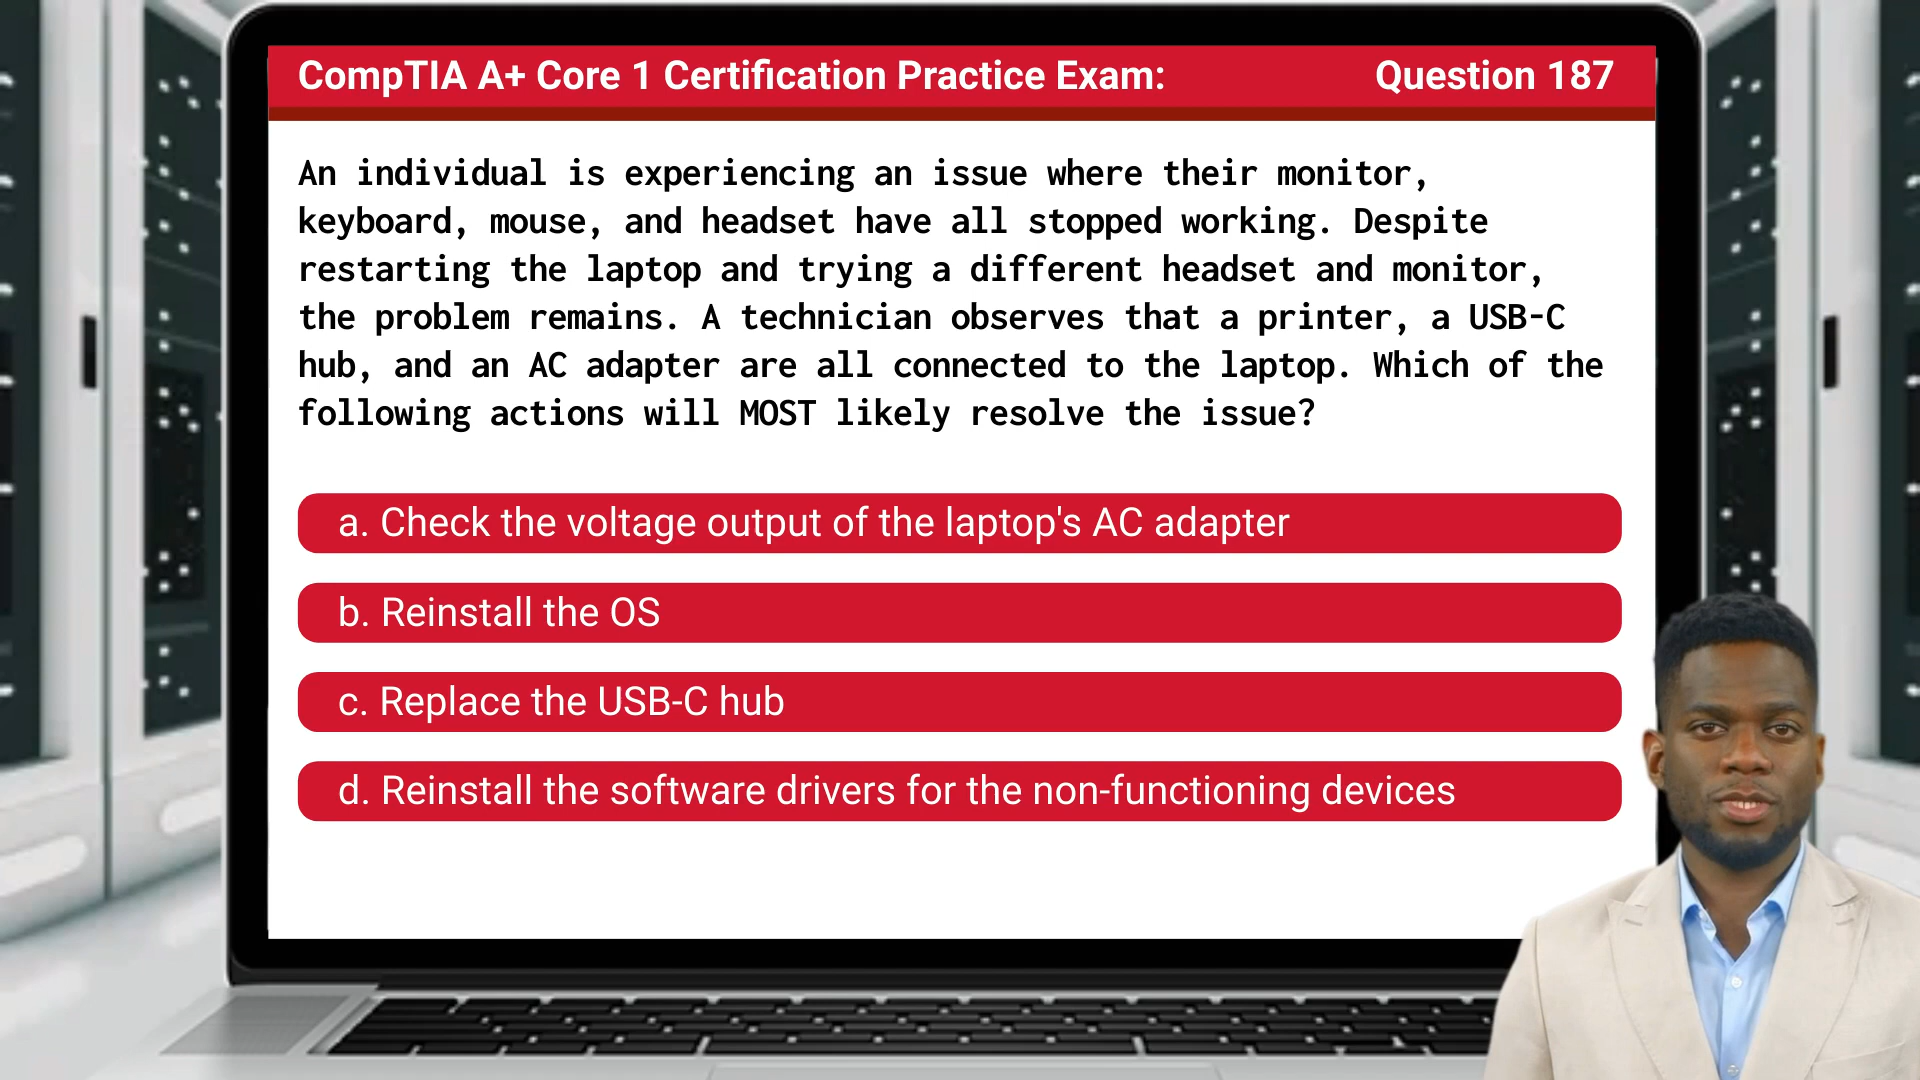 CompTIA A+ Core 1 Certification Practice Exam:
Question 187
An individual is experiencing an issue where their monitor,
keyboard, mouse, and headset have all stopped working. Despite
restarting the laptop and trying a different headset and monitor,
the problem remains. A technician observes that a printer, a USB-C
hub, and an AC adapter are all connected to the laptop. Which of the
following actions will MOST likely resolve the issue?
a. Check the voltage output of the laptop's AC adapter
b. Reinstall the OS
c. Replace the USB-C hub
d. Reinstall the software drivers for the non-functioning devices